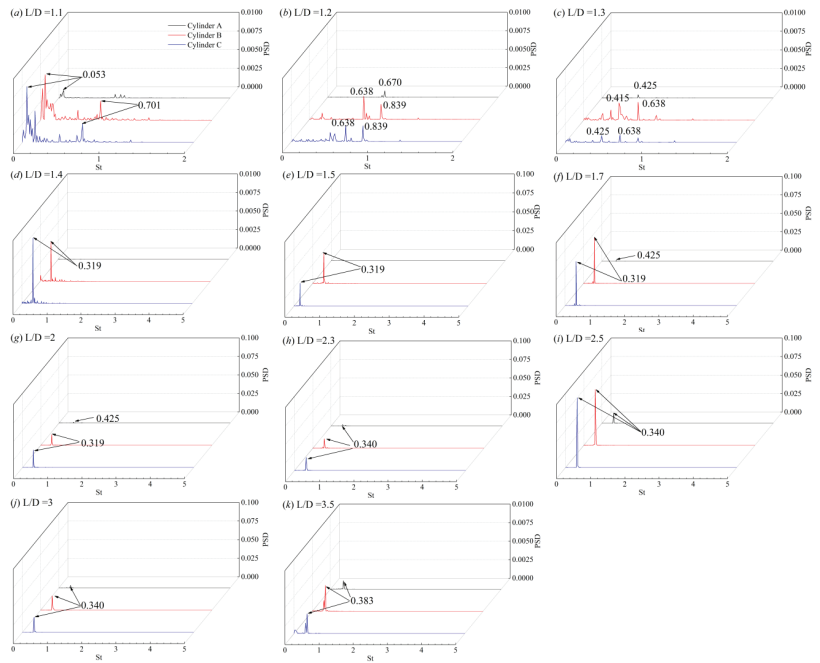 (a) L/D =1.1
Cylinder A
Cylinder B
Cylinder C
0.053
0.701
0.0100
0.0075
0.0050
0.0025
0.0000
PSD
0 1 2
St
(b) L/D =1.2
0.670
0.638
0.839
0.638
0.839
0.0100
0.0075
0.0050
0.0025
0.0000
PSD
0 1 2
St
(c) L/D =1.3
0.425
0.415
0.638
0.425
0.638
0.0100
0.0075
0.0050
0.0025
0.0000
PSD
0 1 2
St
(d) L/D =1.4
0.319
0.0100
0.0075
0.0050
0.0025
0.0000
PSD
0 1 2 3 4 5
St
(e) L/D =1.5
0.319
0.100
0.075
0.050
0.025
0.000
PSD
0 1 2 3 4 5
St
(f) L/D =1.7
0.425
0.319
0.100
0.075
0.050
0.025
0.000
PSD
0 1 2 3 4 5
St
(g) L/D =2
0.425
0.319
0.100
0.075
0.050
0.025
0.000
PSD
0 1 2 3 4 5
St
(h) L/D =2.3
0.340
0.100
0.075
0.050
0.025
0.000
PSD
0 1 2 3 4 5
St
(i) L/D =2.5
0.340
0.100
0.075
0.050
0.025
0.000
PSD
0 1 2 3 4 5
St
(j) L/D =3
0.340
0.100
0.075
0.050
0.025
0.000
PSD
0 1 2 3 4 5
St
(k) L/D =3.5
0.383
0.0100
0.0075
0.0050
0.0025
0.0000
PSD
0 1 2 3 4 5
St